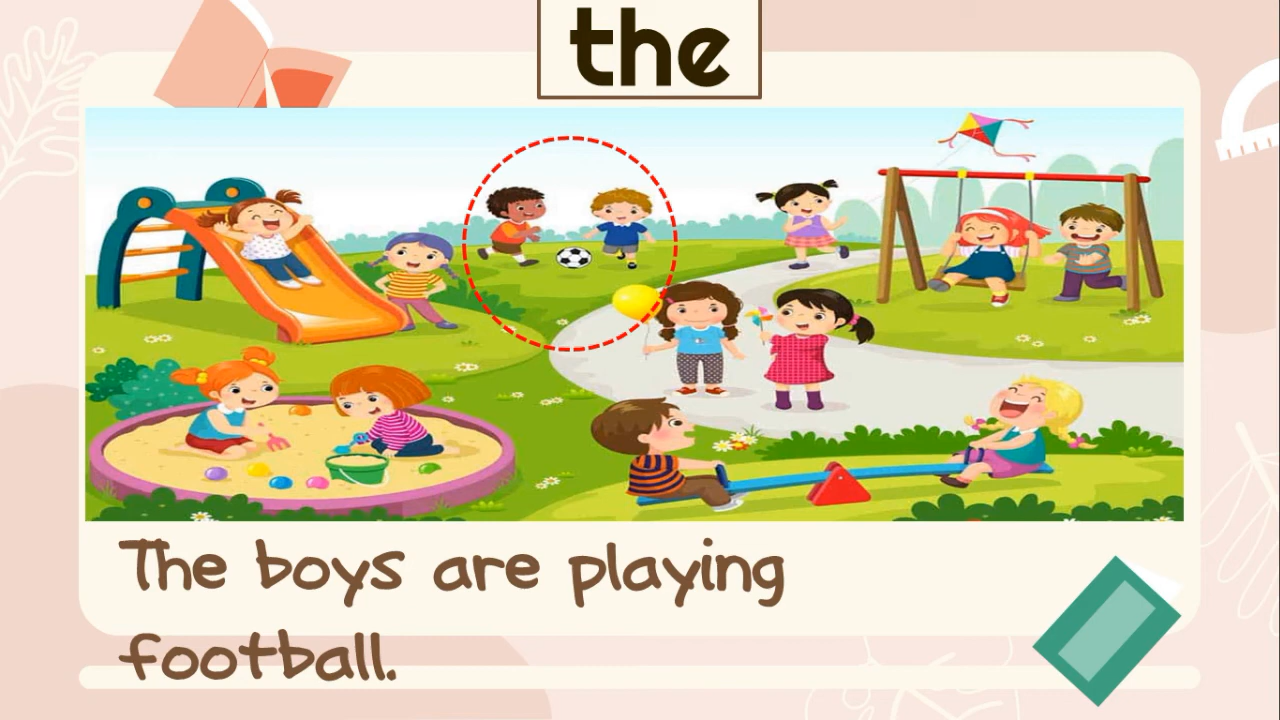 the
The boys are playing
football.